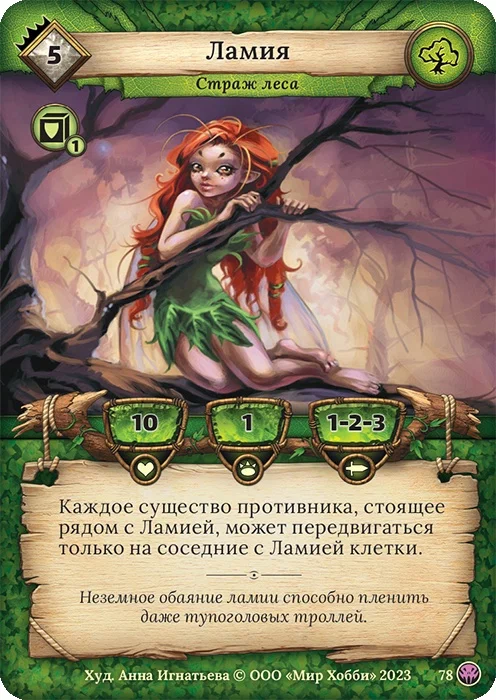 5
Ламия
Страж леса
1
10
1
1-2-3
Каждое существо противника, стоящее
рядом с Ламией, может передвигаться
только на соседние с Ламией клетки.
Неземное обаяние ламии способно пленить
даже тупоголовых троллей.
Худ. Анна Игнатьева © ООО «Мир Хобби» 2023
78